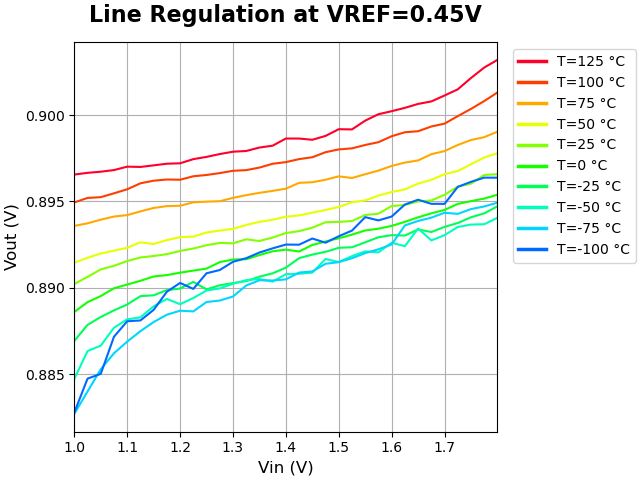 Line Regulation at VREF=0.45V
Vout (V)
0.900
0.895
0.890
0.885
1.0 1.1 1.2 1.3 1.4 1.5 1.6 1.7
Vin (V)
T=125 °C
T=100 °C
T=75 °C
T=50 °C
T=25 °C
T=0 °C
T=-25 °C
T=-50 °C
T=-75 °C
T=-100 °C